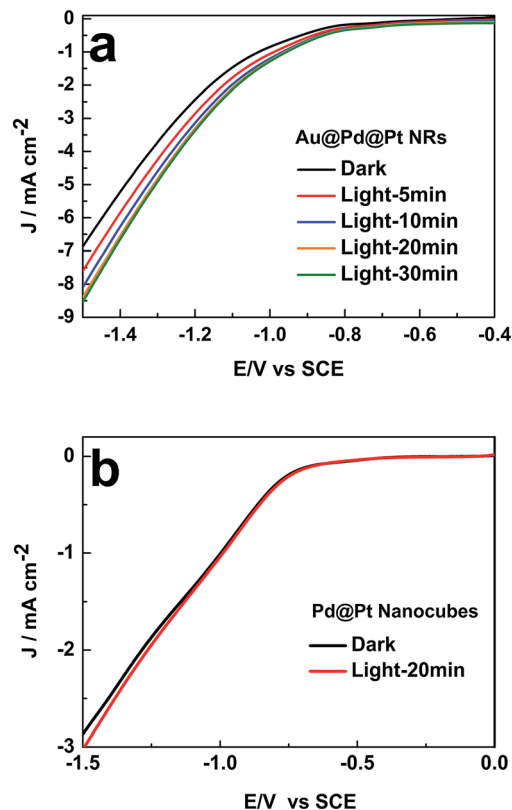 a
0
-1
-2
-3
-4
-5
-6
-7
-8
-9
J / mA cm-2
Au@Pd@Pt NRs
Dark
Light-5min
Light-10min
Light-20min
Light-30min
-1.4 -1.2 -1.0 -0.8 -0.6 -0.4
E/V vs SCE
b
0
-1
-2
-3
J / mA cm-2
Pd@Pt Nanocubes
Dark
Light-20min
-1.5 -1.0 -0.5 0.0
E/V vs SCE